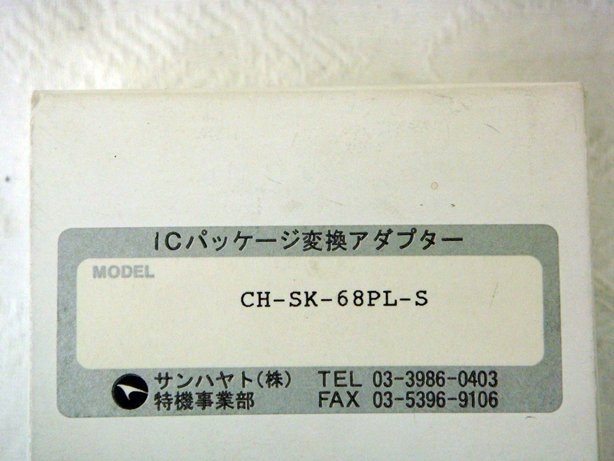 ICパッケージ変換アダプター
MODEL
CH-SK-68PL-S
サンハヤト(株) TEL 03-3986-0403
特機事業部 FAX 03-5396-9106